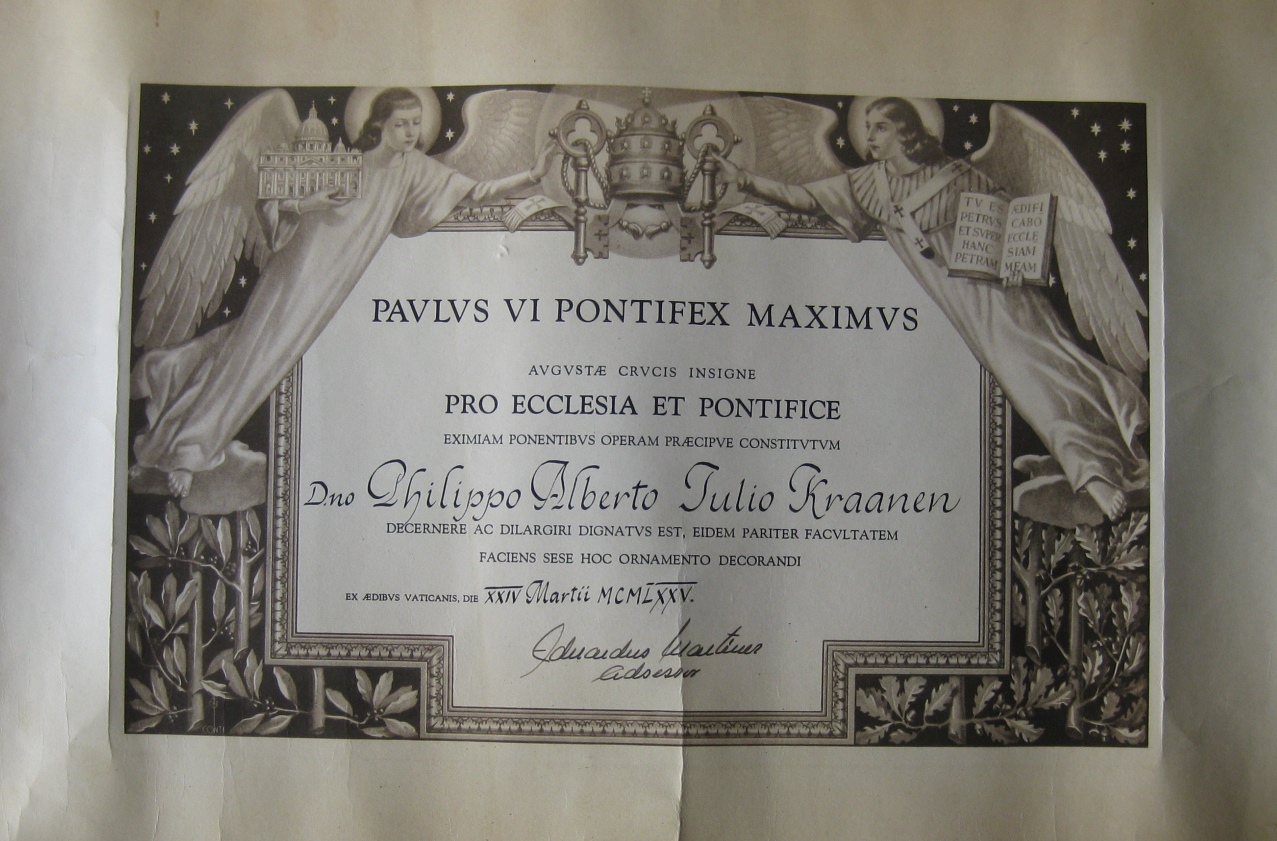 TV ES
PETRVS
ET SVPER
HANC
PETRAM
ÆDIFI
CABO
ECCLE
SIAM
MEAM
PAVLVS VI PONTIFEX MAXIMVS
AVGVSTÆ CRVCIS INSIGNE
PRO ECCLESIA ET PONTIFICE
EXIMIAM PONENTIBVS OPERAM PRÆCIPVE CONSTITVTVM
Dno Philippo Alberto Iulio Kraanen
DECERNERE AC DILARGIRI DIGNATVS EST, EIDEM PARITER FACVLTATEM
FACIENS SESE HOC ORNAMENTO DECORANDI
EX ÆDIBVS VATICANIS, DIE XXIV Martii MCMLXXV.
Eduardus Martinez
Adsessor